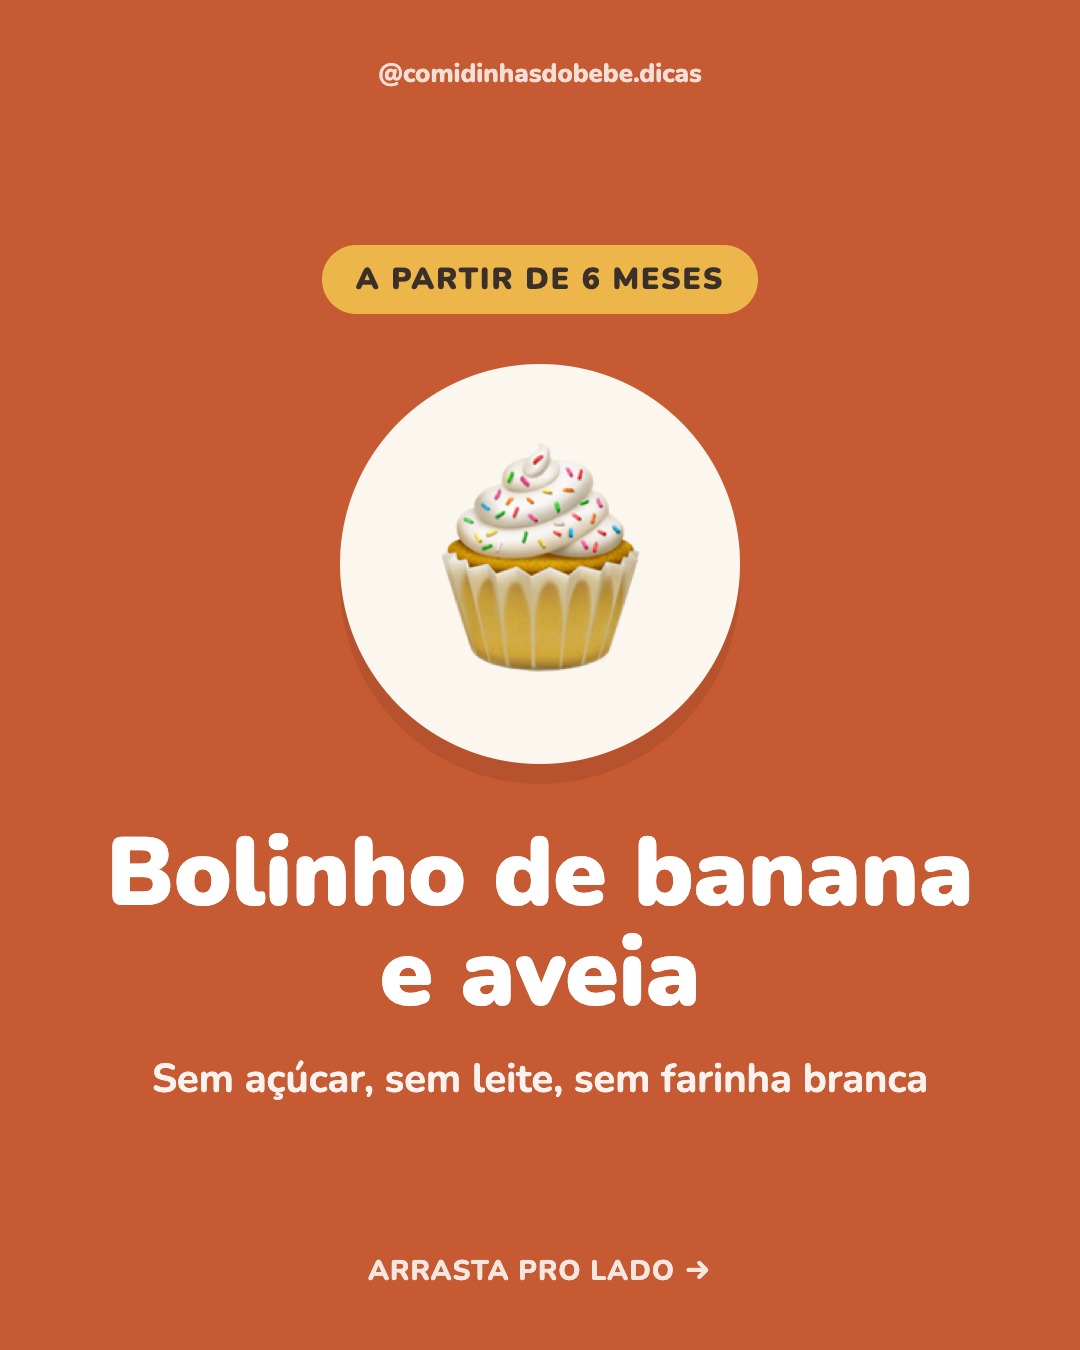 @comidinhasdobebe.dicas
A PARTIR DE 6 MESES
Bolinho de banana
e aveia
Sem açúcar, sem leite, sem farinha branca
ARRASTA PRO LADO →